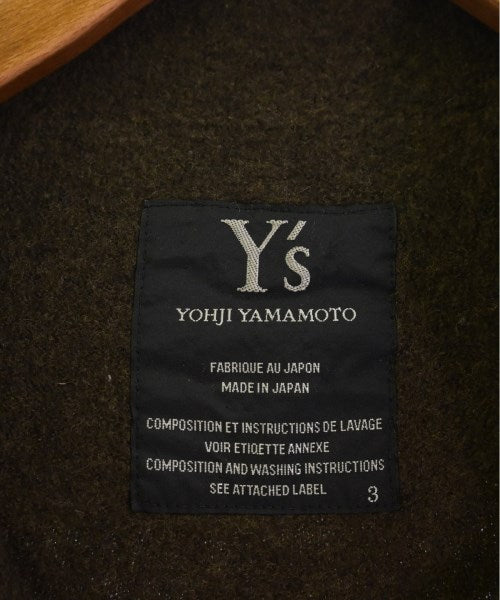 Y's
YOHJI YAMAMOTO
FABRIQUE AU JAPON
MADE IN JAPAN
COMPOSITION ET INSTRUCTIONS DE LAVAGE
VOIR ETIQETTE ANNEXE
COMPOSITION AND WASHING INSTRUCTIONS
SEE ATTACHED LABEL
3